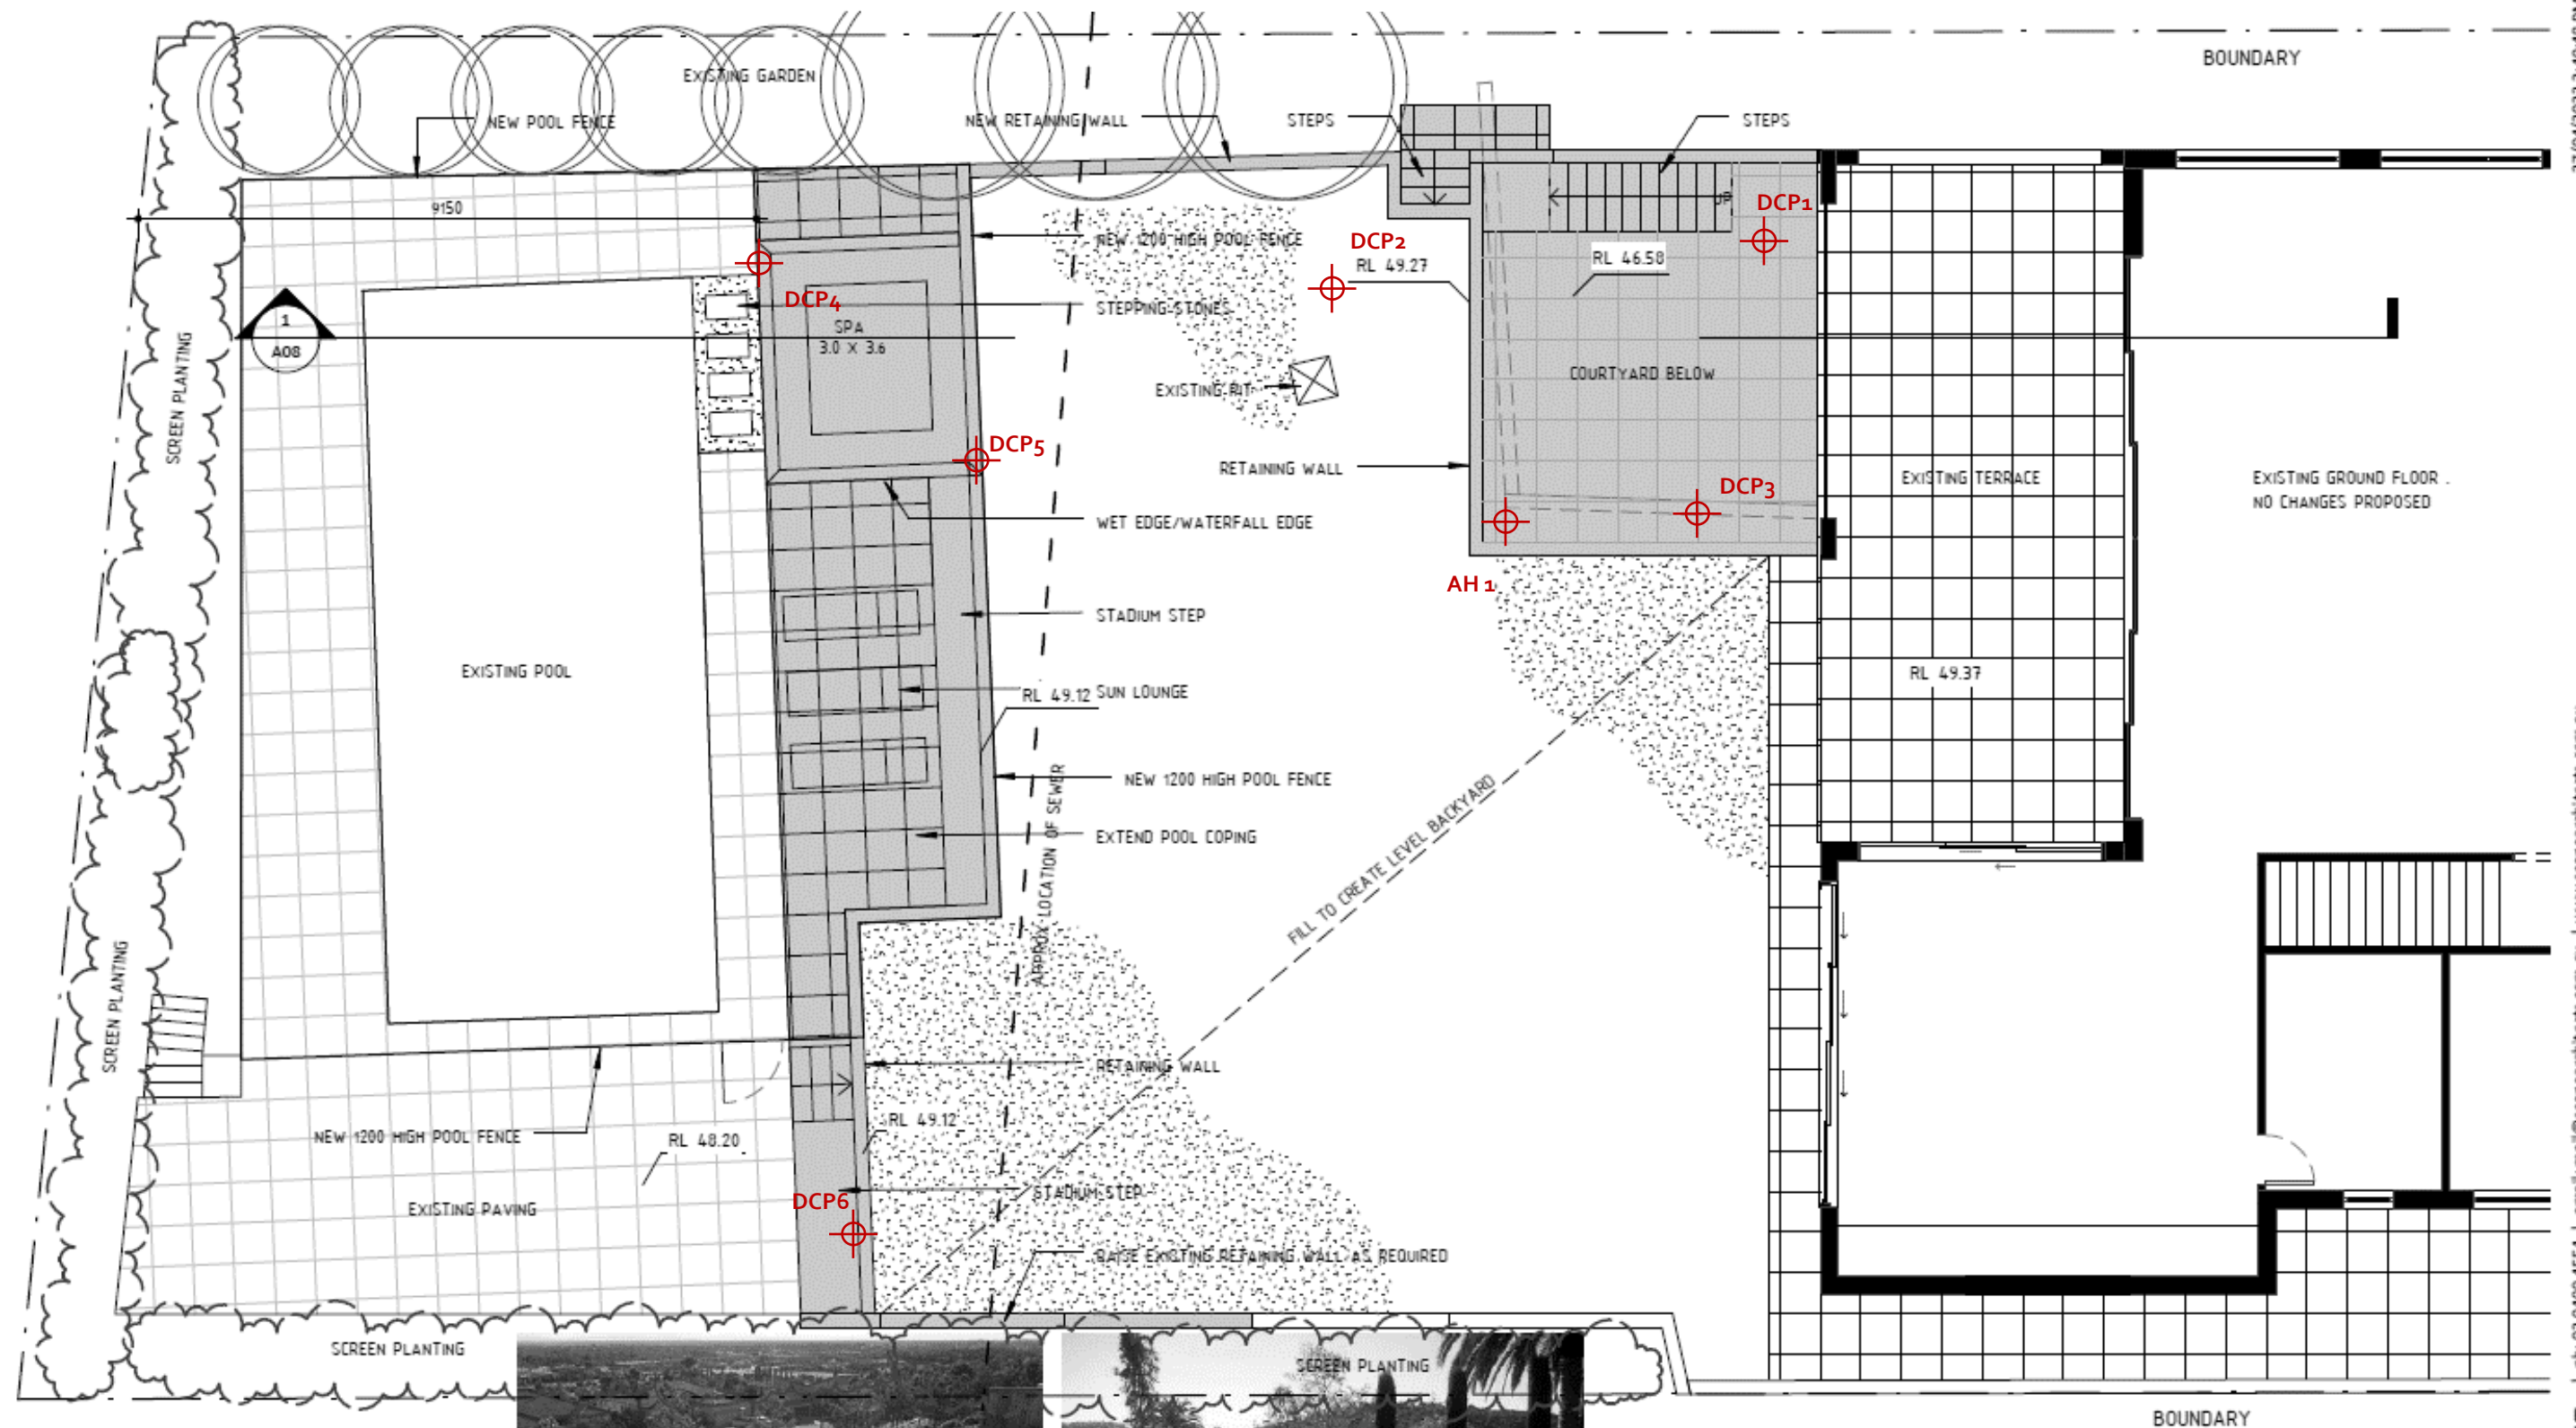 BOUNDARY
EXISTING GARDEN
NEW POOL FENCE
NEW RETAINING WALL
STEPS
STEPS
9150
UP
DCP1
NEW 1200 HIGH POOL FENCE
DCP2
RL 49.27
RL 46.58
DCP4
STEPPING STONES
1
A08
SPA
3.0 X 3.6
SCREEN PLANTING
EXISTING PIT
COURTYARD BELOW
DCP5
RETAINING WALL
DCP3
EXISTING TERRACE
EXISTING GROUND FLOOR .
NO CHANGES PROPOSED
WET EDGE/WATERFALL EDGE
AH 1
STADIUM STEP
EXISTING POOL
RL 49.37
RL 49.12
SUN LOUNGE
NEW 1200 HIGH POOL FENCE
APPROX LOCATION OF SEWER
FILL TO CREATE LEVEL BACKYARD
EXTEND POOL COPING
SCREEN PLANTING
RETAINING WALL
NEW 1200 HIGH POOL FENCE
RL 48.20
RL 49.12
DCP6
STADIUM STEP
EXISTING PAVING
RAISE EXISTING RETAINING WALL AS REQUIRED
SCREEN PLANTING
SCREEN PLANTING
BOUNDARY